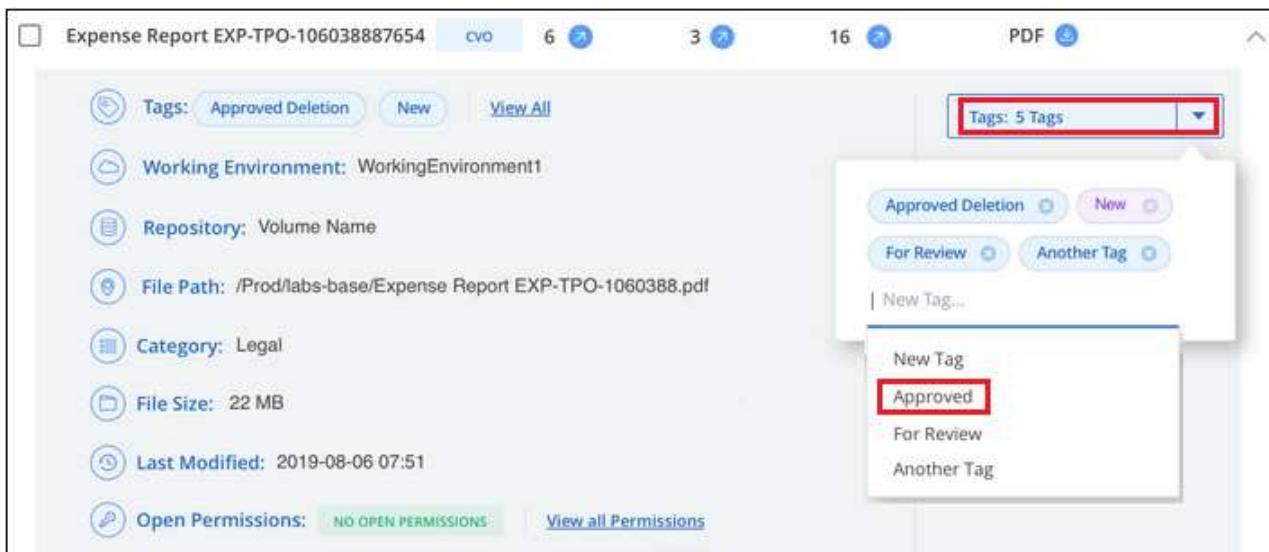 Expense Report EXP-TPO-106038887654 CVO 6 3 16 PDF
Tags: Approved Deletion New View All
Tags: 5 Tags
Working Environment: WorkingEnvironment1
Repository: Volume Name
File Path: /Prod/labs-base/Expense Report EXP-TPO-1060388.pdf
Category: Legal
File Size: 22 MB
Last Modified: 2019-08-06 07:51
Open Permissions: NO OPEN PERMISSIONS View all Permissions
Approved Deletion New
For Review Another Tag
New Tag...
New Tag
Approved
For Review
Another Tag